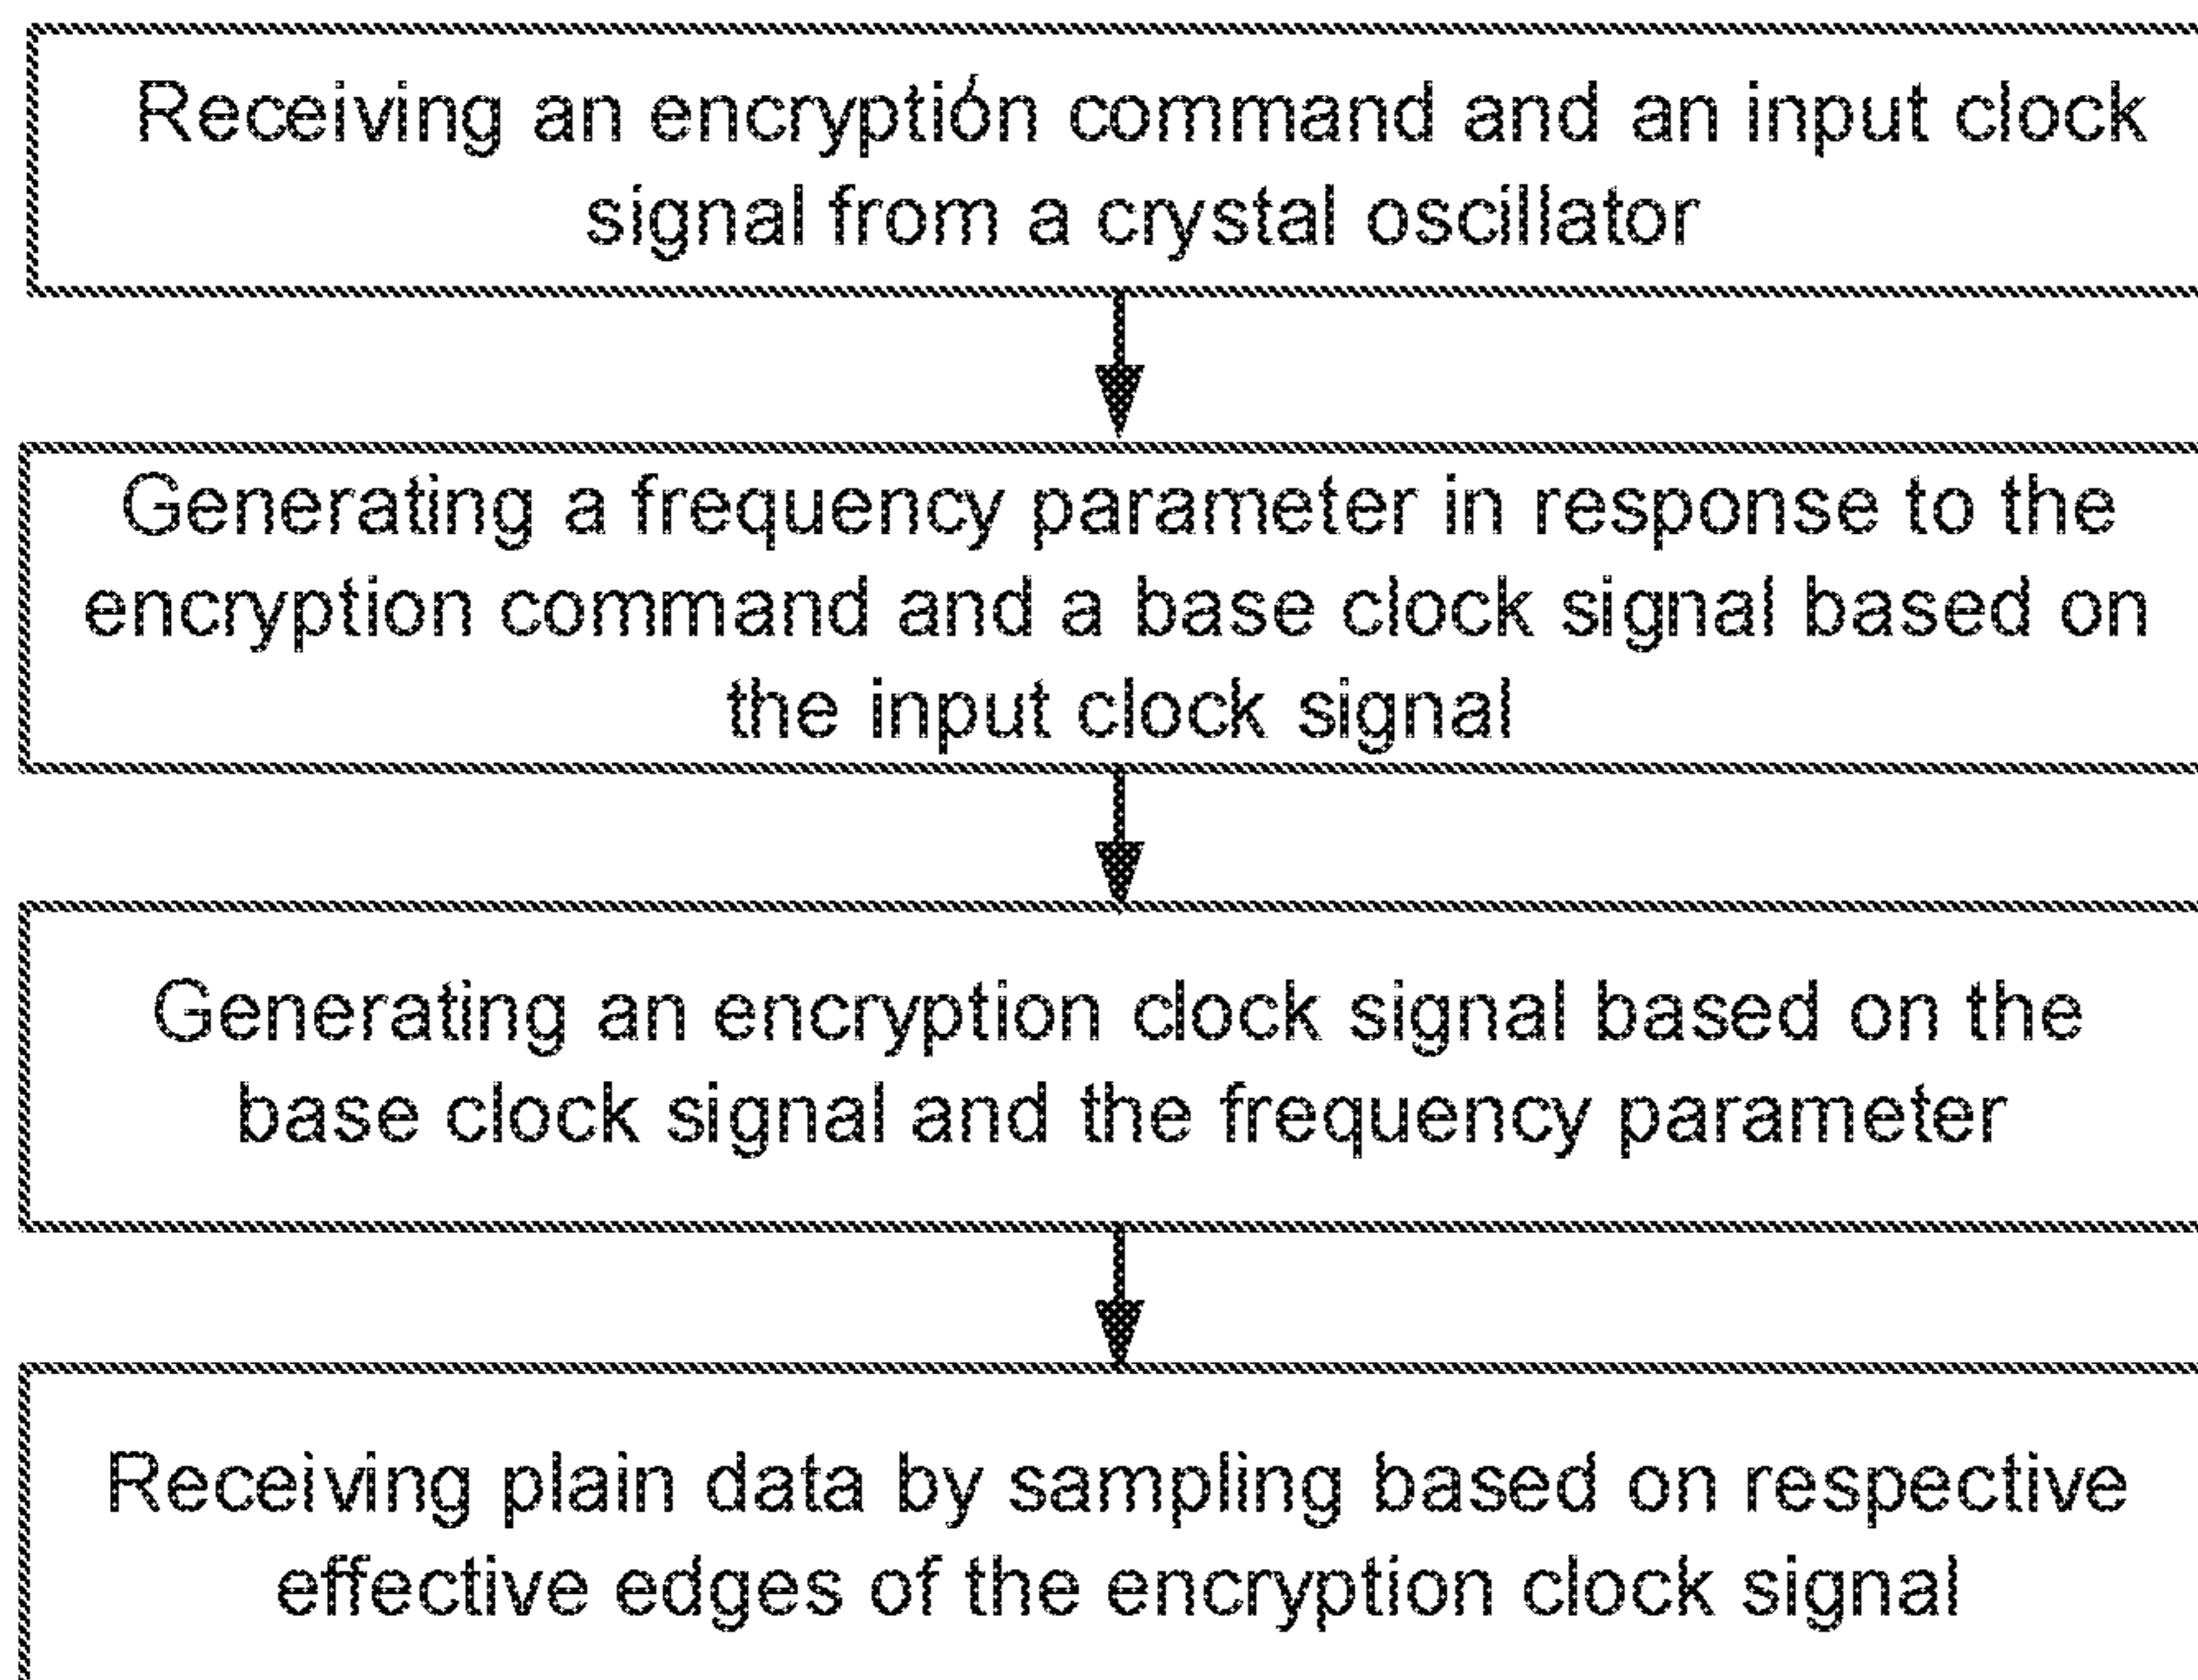 Receiving an encryption command and an input clock
signal from a crystal oscillator
Generating a frequency parameter in response to the
encryption command and a base clock signal based on
the input clock signal
Generating an encryption clock signal based on the
base clock signal and the frequency parameter
Receiving plain data by sampling based on respective
effective edges of the encryption clock signal